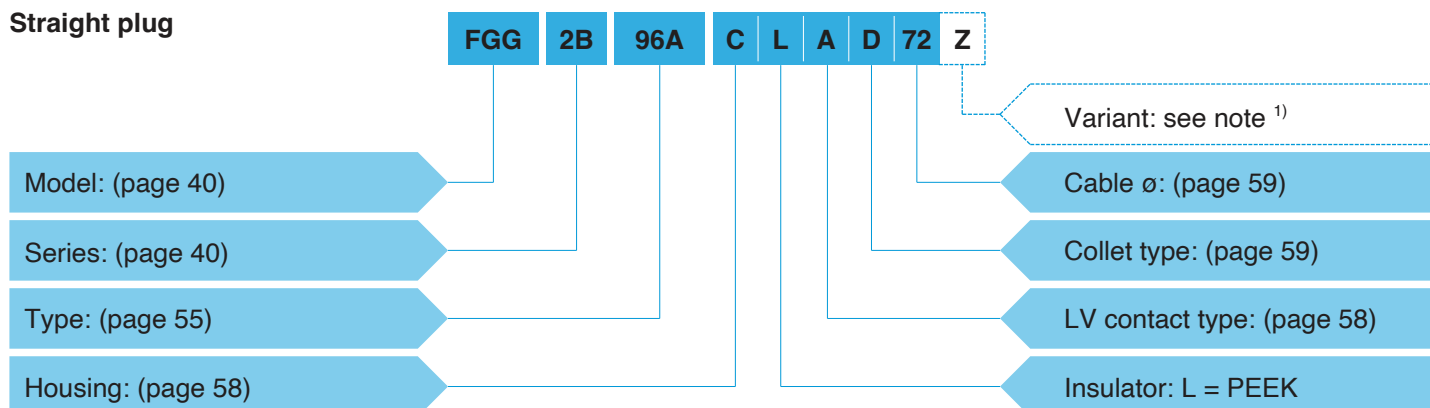 Straight plug
FGG 2B 96A C L A D 72 Z
Variant: see note 1)
Model: (page 40)
Cable ø: (page 59)
Series: (page 40)
Collet type: (page 59)
Type: (page 55)
LV contact type: (page 58)
Housing: (page 58)
Insulator: L = PEEK